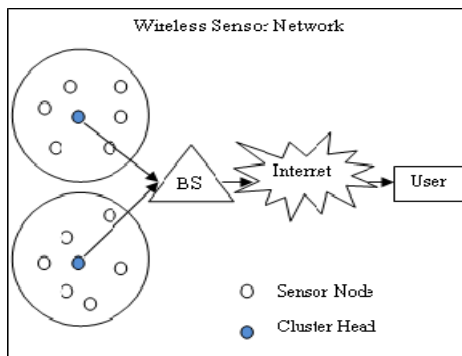 Wireless Sensor Network
BS
Internet
User
Sensor Node
Cluster Head